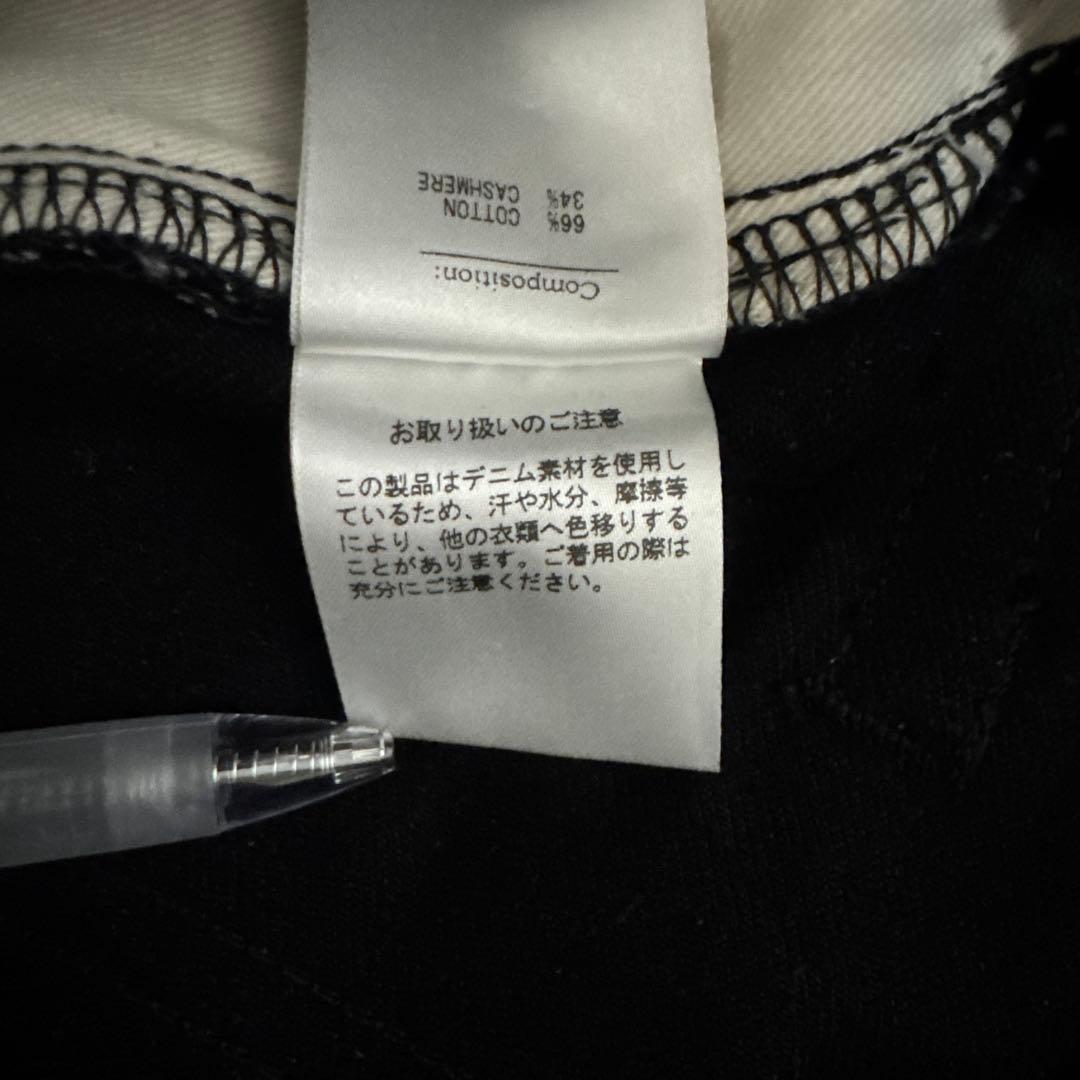 Composition:
66% COTTON
34% CASHMERE
お取り扱いのご注意
この製品はデニム素材を使用し
ているため、汗や水分、摩擦等
により、他の衣類へ色移りする
ことがあります。ご着用の際は
充分にご注意ください。